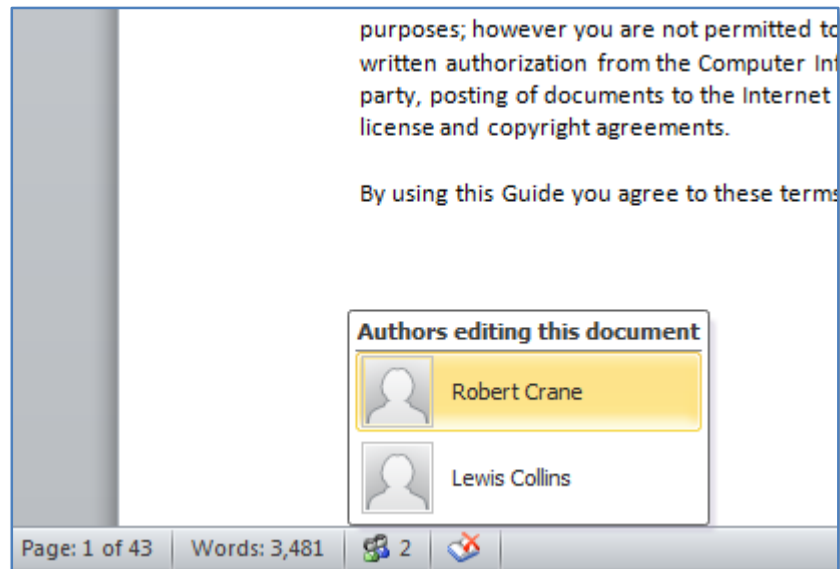 purposes; however you are not permitted to
written authorization from the Computer Inf
party, posting of documents to the Internet
license and copyright agreements.
By using this Guide you agree to these terms
Authors editing this document
Robert Crane
Lewis Collins
Page: 1 of 43 Words: 3,481 2